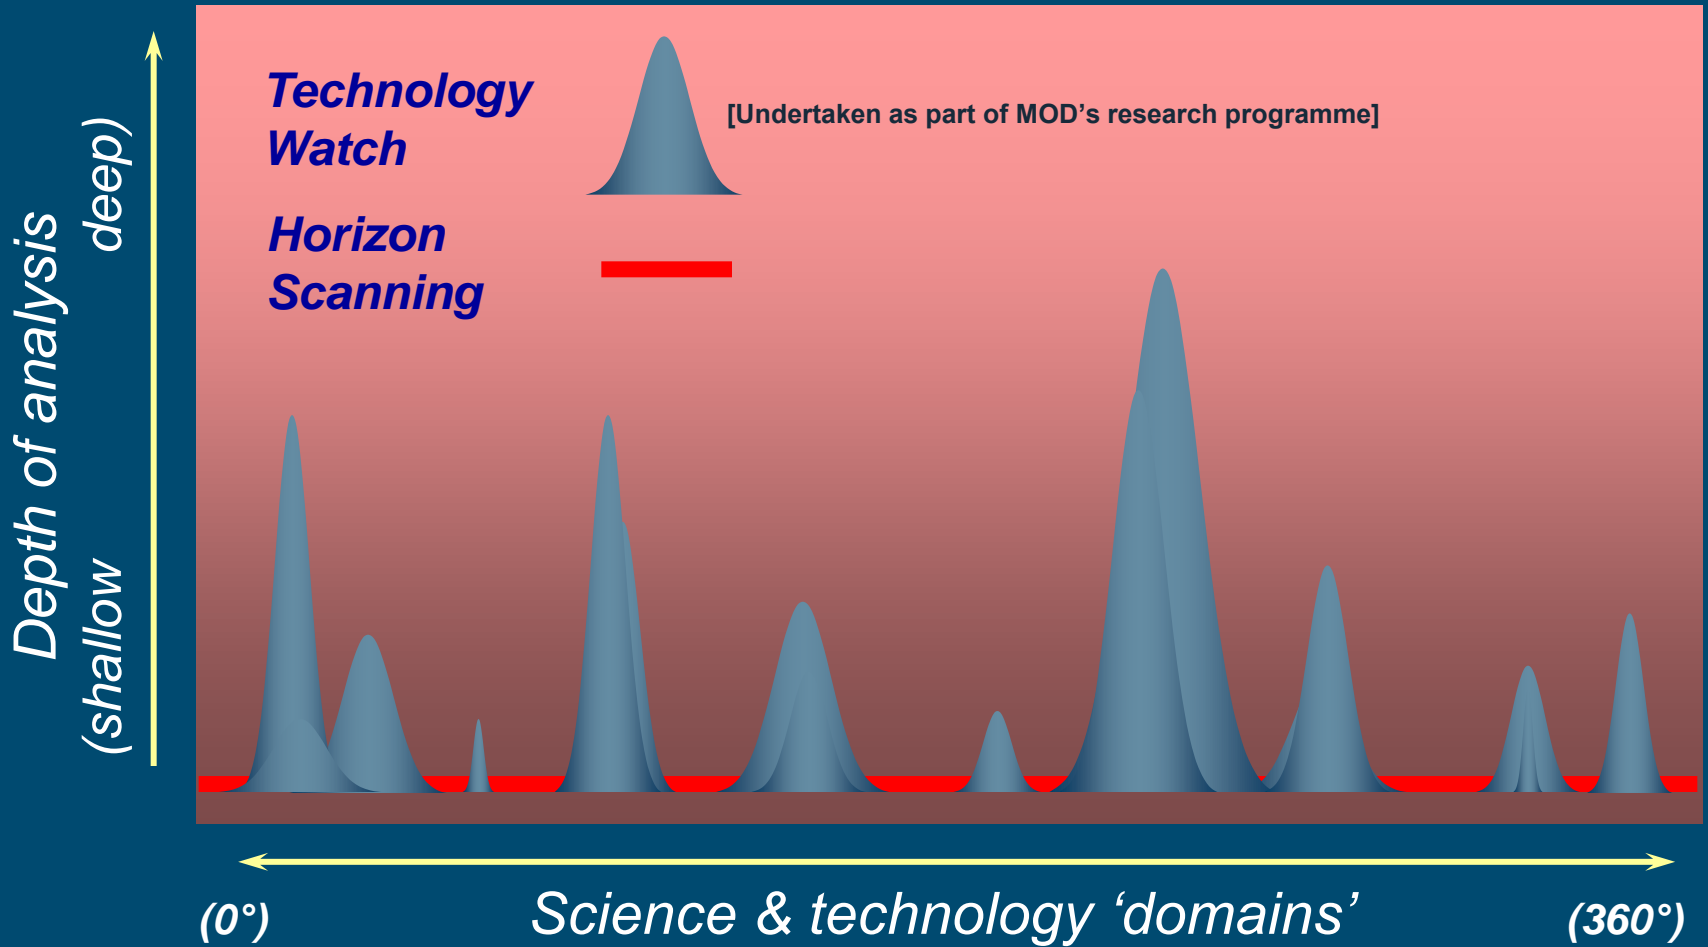 Technology
Watch
[Undertaken as part of MOD’s research programme]
Horizon
Scanning
Depth of analysis
(shallow deep)
(0°) Science & technology ‘domains’ (360°)